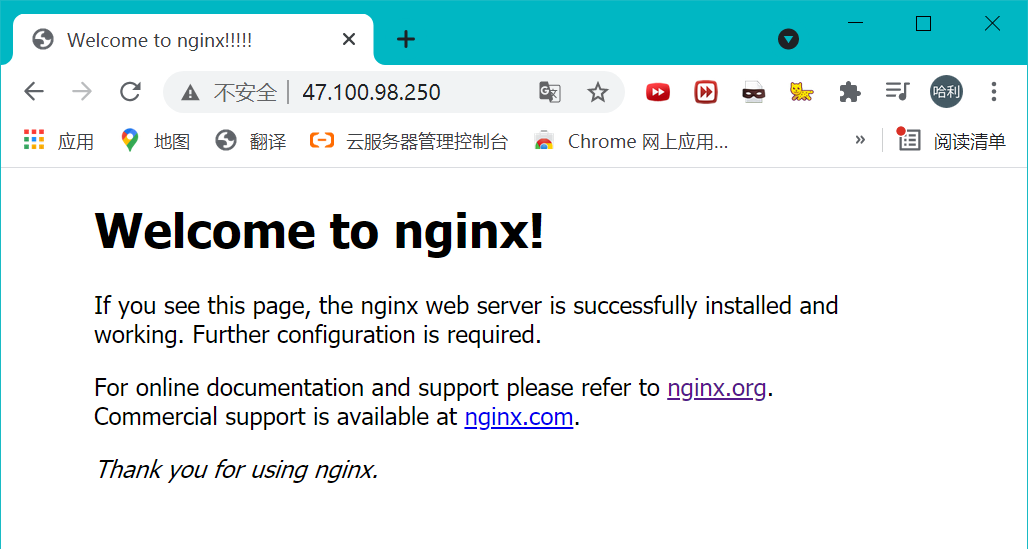 Welcome to nginx!!!!!
不安全 47.100.98.250
哈利
应用 地图 翻译 云服务器管理控制台 Chrome 网上应用... » 阅读清单
Welcome to nginx!
If you see this page, the nginx web server is successfully installed and
working. Further configuration is required.
For online documentation and support please refer to nginx.org.
Commercial support is available at nginx.com.
Thank you for using nginx.